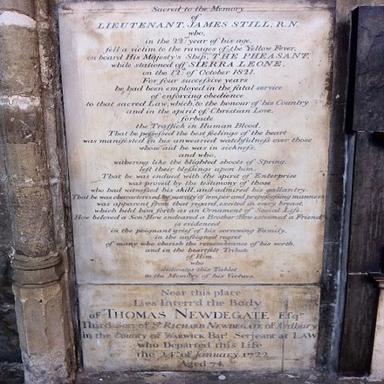 Sacred to the Memory
of
LIEUTENANT JAMES STILL, R.N.
who,
in the 22d year of his age,
fell a victim to the ravages of the Yellow Fever,
on board His Majesty's Ship, THE PHEASANT,
while stationed off SIERRA LEONE,
on the 12th of October 1821.
For four successive years
he had been employed in the fatal service
of enforcing obedience
to that sacred Law, which, to the honour of his Country
and in the spirit of Christian Love,
forbade
the Traffick in Human Blood.
That he possessed the best feelings of the heart
was manifested in his unwearied watchfulness over those
whose aid he was in sickness,
and who,
withering like the blighted shoots of Spring,
left their blessings upon him.
That he was endued with the spirit of Enterprise
was proved by the testimony of those
who had witnessed his skill, and admired his gallantry.
That he was characterized by suavity of temper and prepossessing manners
was apparent from that regard, excited in every breast,
which held him forth as an Ornament of Social Life.
How beloved a Son, How endeared a Brother, How esteemed a Friend
is evidenced
in the poignant grief of his sorrowing Family,
in the unfeigned regret
of many who cherish the remembrance of his worth,
and in the heartfelt Tribute
of Him
who
dedicates this Tablet
to the Memory of his Virtues.
Near this place
Lies Interr'd the Body
of THOMAS NEWDEGATE Esqr
Third Son of Sr RICHARD NEWDEGATE of Ardbury
in the County of WARWICK Bart Serjeant at LAW
who Departed this Life
the 24th of January 1722
Aged 74